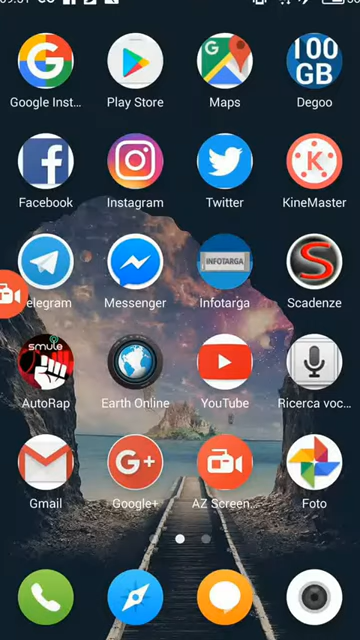 Google Inst... Play Store Maps Degoo
100
GB
Facebook Instagram Twitter KineMaster
Telegram Messenger Infotarga Scadenze
INFOTARGA
smule
AutoRap Earth Online YouTube Ricerca voc...
Gmail Google+ AZ Screen... Foto